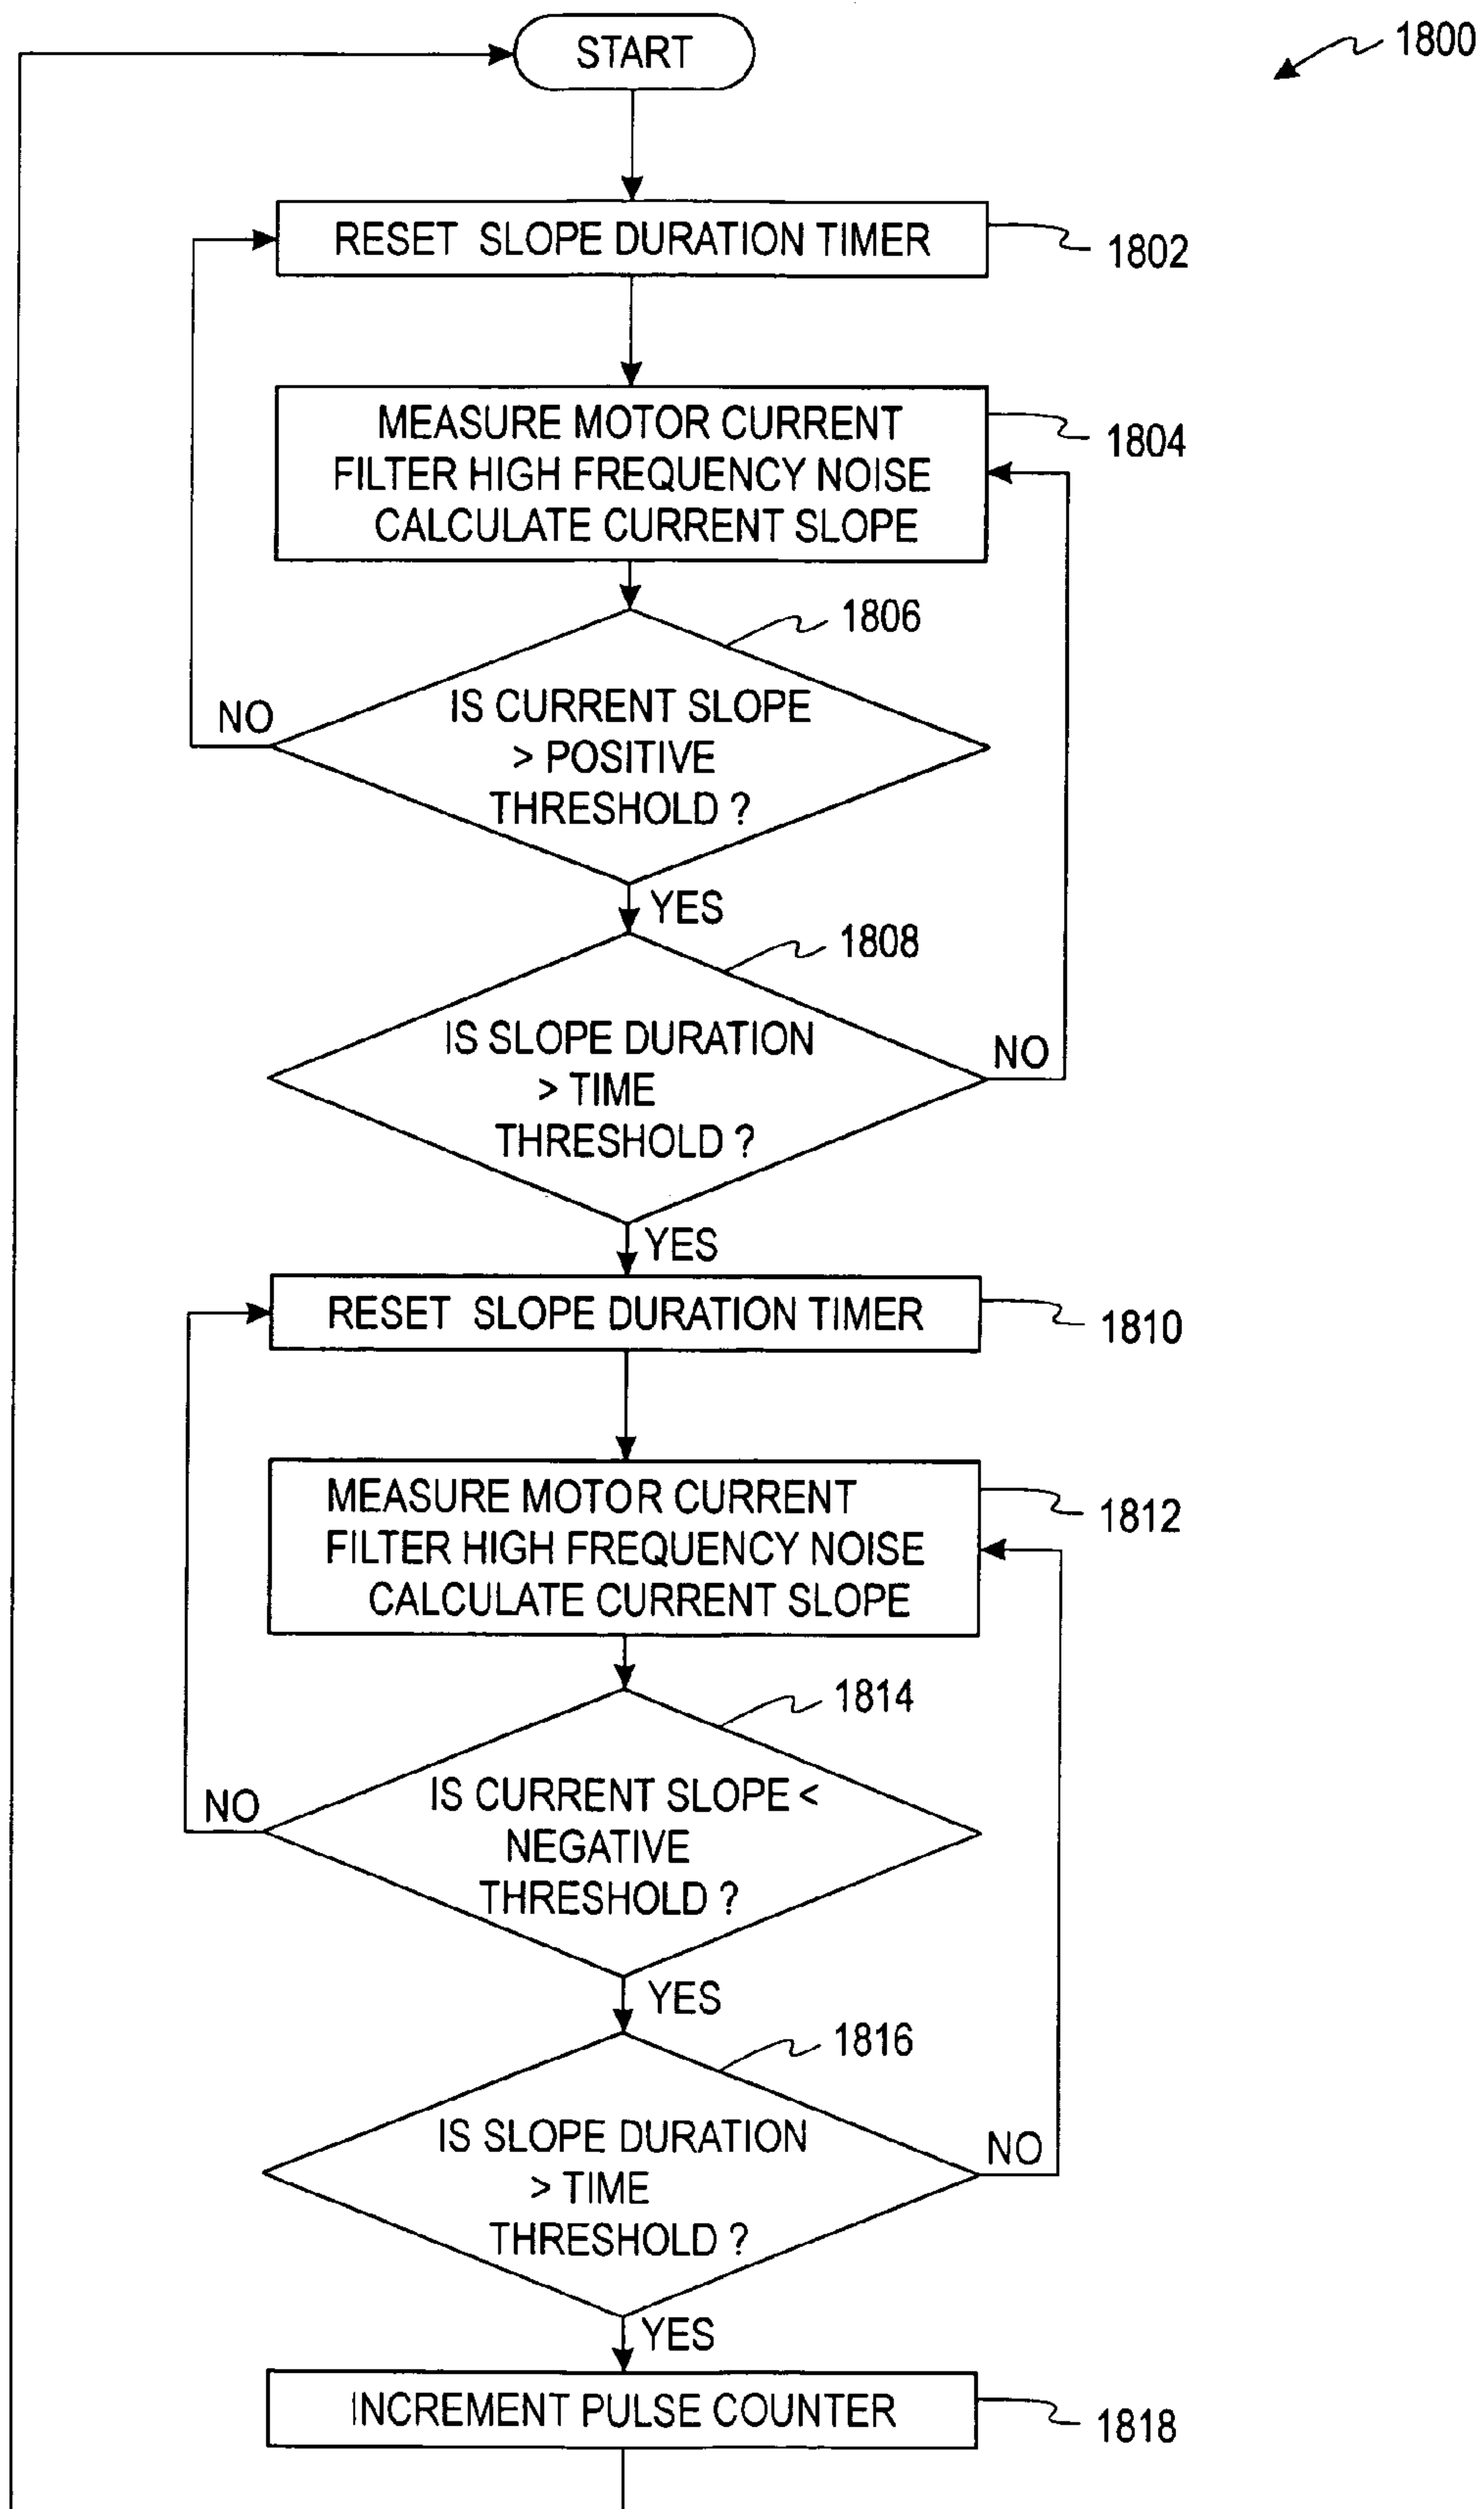 START
1800
RESET SLOPE DURATION TIMER
1802
MEASURE MOTOR CURRENT
FILTER HIGH FREQUENCY NOISE
CALCULATE CURRENT SLOPE
1804
1806
IS CURRENT SLOPE
> POSITIVE
THRESHOLD ?
NO
YES
1808
IS SLOPE DURATION
> TIME
THRESHOLD ?
NO
YES
RESET SLOPE DURATION TIMER
1810
MEASURE MOTOR CURRENT
FILTER HIGH FREQUENCY NOISE
CALCULATE CURRENT SLOPE
1812
1814
IS CURRENT SLOPE <
NEGATIVE
THRESHOLD ?
NO
YES
1816
IS SLOPE DURATION
> TIME
THRESHOLD ?
NO
YES
INCREMENT PULSE COUNTER
1818